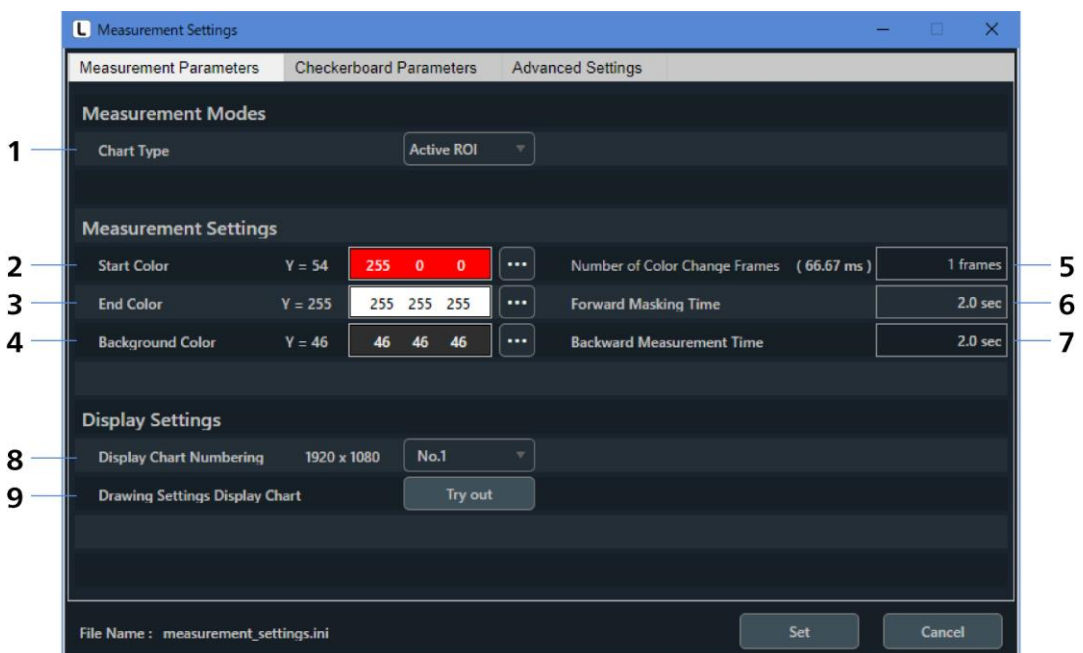 L Measurement Settings
Measurement Parameters Checkerboard Parameters Advanced Settings
Measurement Modes
1 Chart Type Active ROI
Measurement Settings
2 Start Color Y = 54 255 0 0 ••• Number of Color Change Frames ( 66.67 ms ) 1 frames 5
3 End Color Y = 255 255 255 255 ••• Forward Masking Time 2.0 sec 6
4 Background Color Y = 46 46 46 46 ••• Backward Measurement Time 2.0 sec 7
Display Settings
8 Display Chart Numbering 1920 x 1080 No.1
9 Drawing Settings Display Chart Try out
File Name : measurement_settings.ini Set Cancel